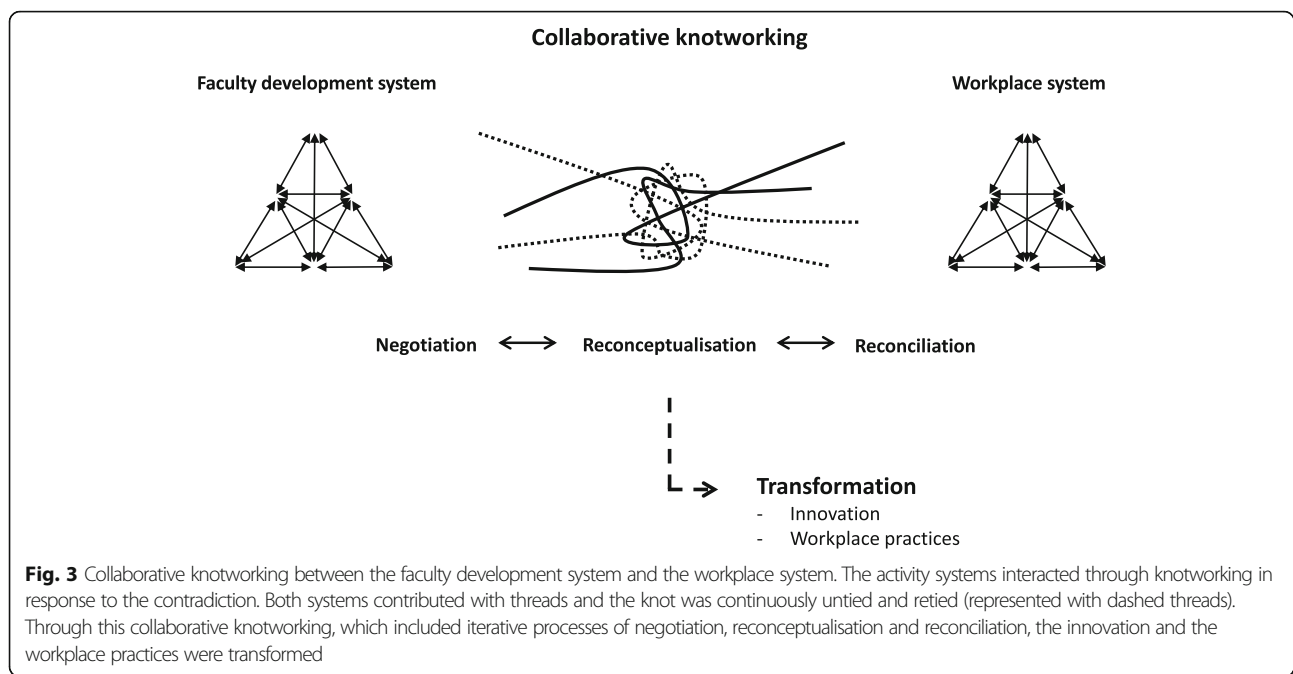 Collaborative knotworking
Faculty development system
Workplace system
Negotiation
Reconceptualisation
Reconciliation
Transformation
- Innovation
- Workplace practices
Fig. 3 Collaborative knotworking between the faculty development system and the workplace system. The activity systems interacted through knotworking in
response to the contradiction. Both systems contributed with threads and the knot was continuously untied and retied (represented with dashed threads).
Through this collaborative knotworking, which included iterative processes of negotiation, reconceptualisation and reconciliation, the innovation and the
workplace practices were transformed